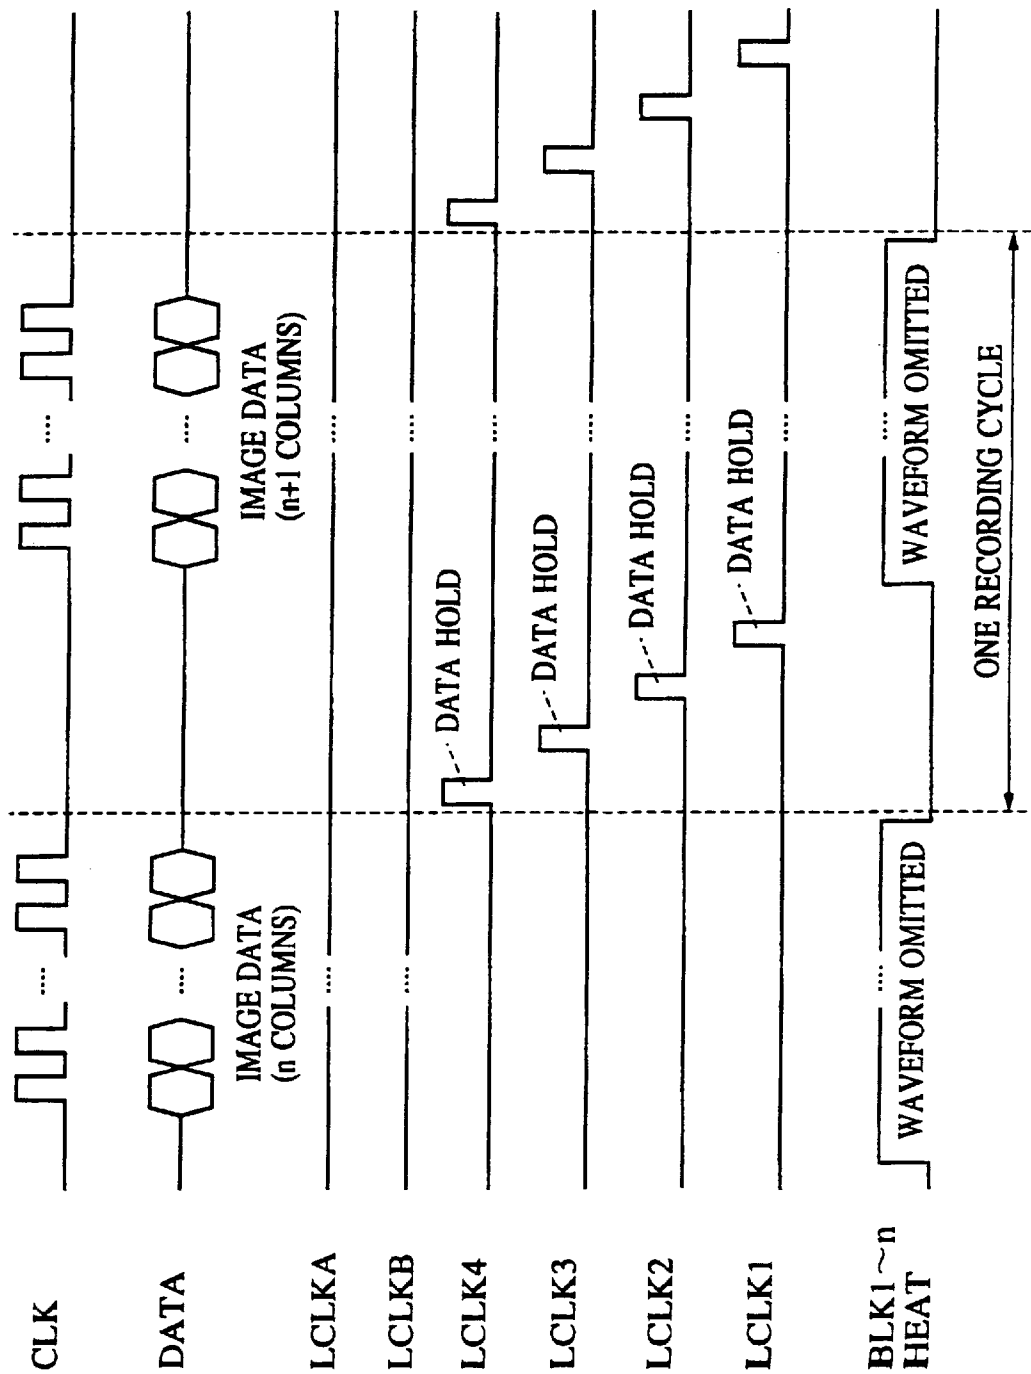 CLK
DATA
IMAGE DATA
(n COLUMNS)
IMAGE DATA
(n+1 COLUMNS)
LCLKA
LCLKB
LCLK4
DATA HOLD
LCLK3
DATA HOLD
LCLK2
DATA HOLD
LCLK1
DATA HOLD
BLK1～n
HEAT
WAVEFORM OMITTED
WAVEFORM OMITTED
ONE RECORDING CYCLE